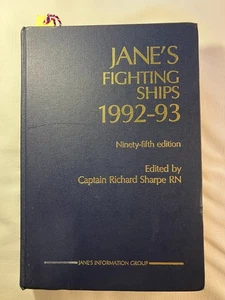 JANE'S
FIGHTING
SHIPS
1992-93
Ninety-fifth edition
Edited by
Captain Richard Sharpe RN
JANE'S INFORMATION GROUP